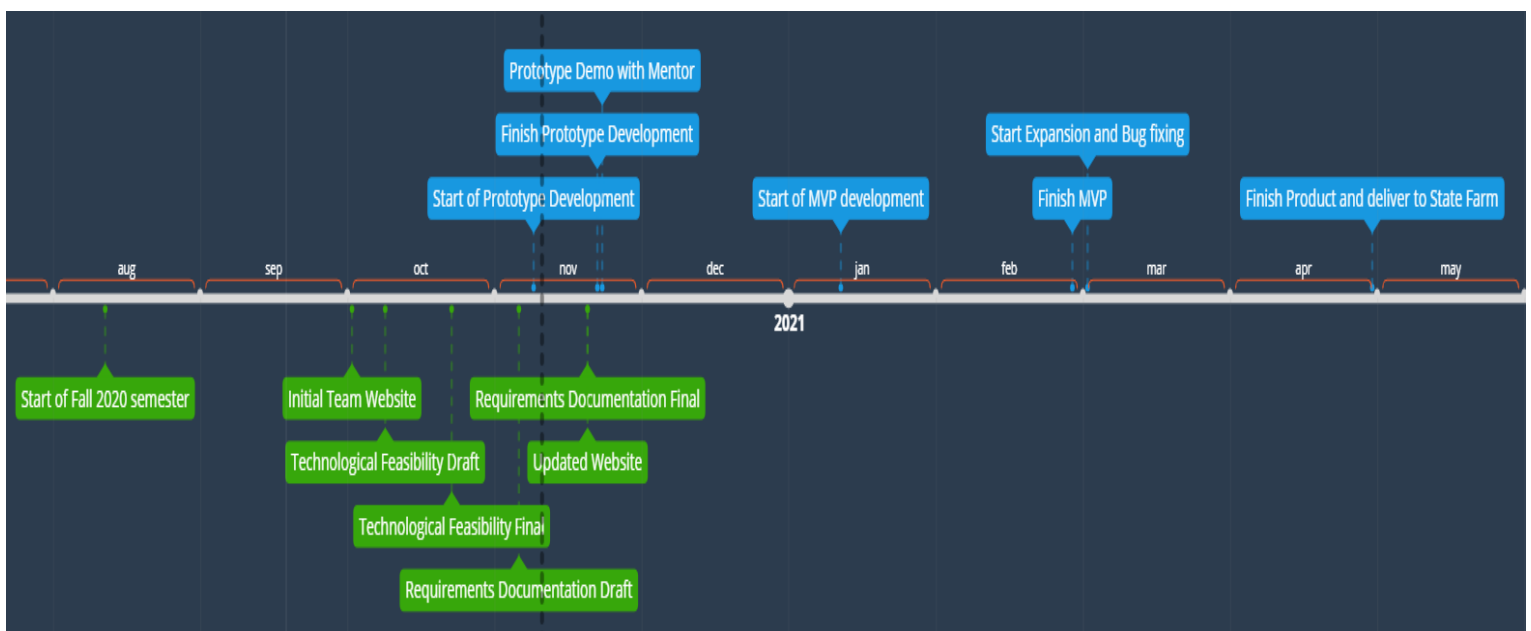 Prototype Demo with Mentor
Finish Prototype Development
Start Expansion and Bug fixing
Start of Prototype Development
Start of MVP development
Finish MVP
Finish Product and deliver to State Farm
aug
sep
oct
nov
dec
jan
feb
mar
apr
may
2021
Start of Fall 2020 semester
Initial Team Website
Requirements Documentation Final
Technological Feasibility Draft
Updated Website
Technological Feasibility Final
Requirements Documentation Draft